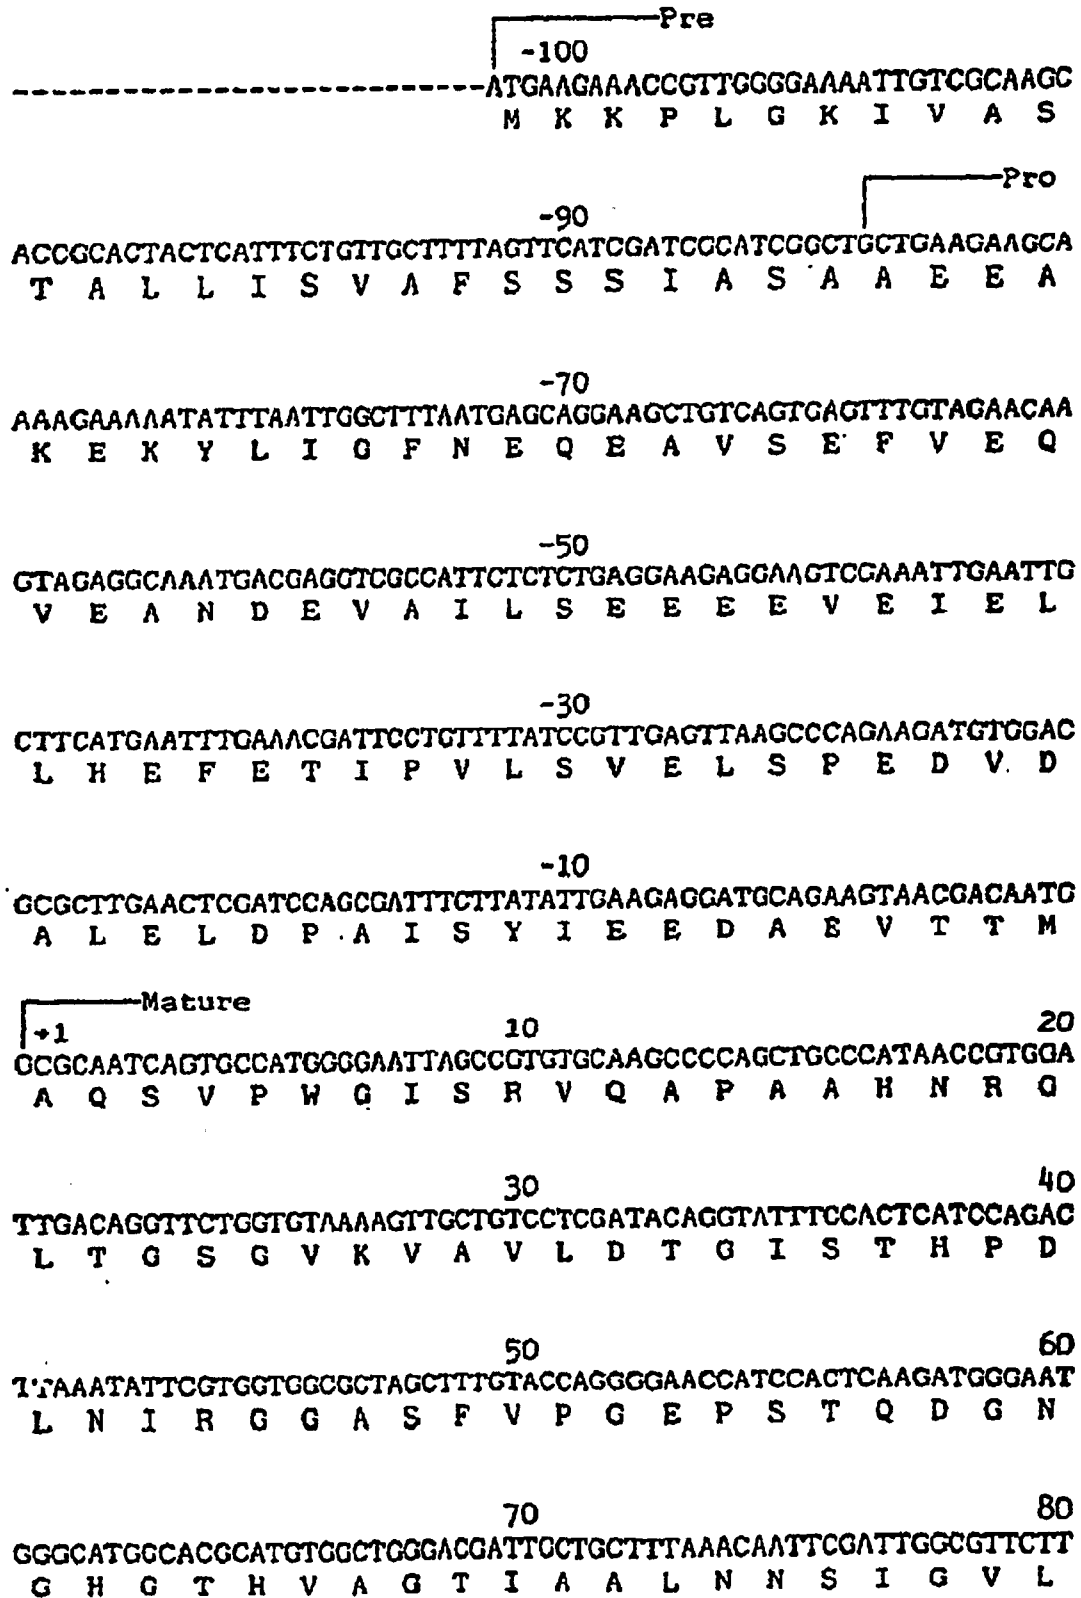 Pre
-100
------------------------ATGAAGAAACCGTTGGGGAAAATTGTCGCAAGC
M K K P L G K I V A S
Pro
-90
ACCGCACTACTCATTTCTGTTGCTTTTAGTTCATCGATCGCATCGGCTGCTGAAGAAGCA
T A L L I S V A F S S S I A S A A E E A
-70
AAAGAAAAATATTTAATTGGCTTTAATGAGCAGGAAGCTGTCAGTGAGTTTGTAGAACAA
K E K Y L I G F N E Q E A V S E F V E Q
-50
GTAGAGGCAAATGACGAGGTCGCCATTCTCTCTGAGGAAGAGGAAGTCGAAATTGAATTG
V E A N D E V A I L S E E E E V E I E L
-30
CTTCATGAATTTGAAACGATTCCTGTTTTATCCGTTGAGTTAAGCCCAGAAGATGTGGAC
L H E F E T I P V L S V E L S P E D V D
-10
GCGCTTGAACTCGATCCAGCGATTTCTTATATTGAAGAGGATGCAGAAGTAACGACAATG
A L E L D P A I S Y I E E D A E V T T M
Mature
+1 10 20
GCGCAATCAGTGCCATGGGGAATTAGCCGTGTGCAAGCCCCAGCTGCCCATAACCGTGGA
A Q S V P W G I S R V Q A P A A H N R G
30 40
TTGACAGGTTCTGGTGTAAAAGTTGCTGTCCTCGATACAGGTATTTCCACTCATCCAGAC
L T G S G V K V A V L D T G I S T H P D
50 60
TTAAATATTCGTGGTGGCGCTAGCTTTGTACCAGGGGAACCATCCACTCAAGATGGGAAT
L N I R G G A S F V P G E P S T Q D G N
70 80
GGGCATGGCACGCATGTGGCTGGGACGATTGCTGCTTTAAACAATTCGATTGGCGTTCTT
G H G T H V A G T I A A L N N S I G V L